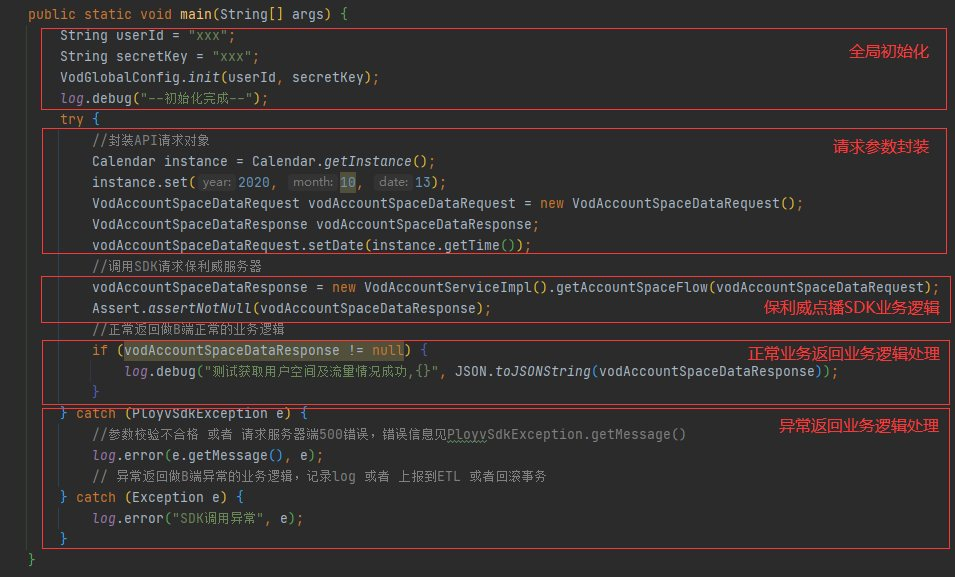 public static void main(String[] args) {
String userId = "xxx";
String secretKey = "xxx";
全局初始化
VodGlobalConfig.init(userId, secretKey);
log.debug("--初始化完成--");
try {
//封装API请求对象
请求参数封装
Calendar instance = Calendar.getInstance();
instance.set( year: 2020, month: 10, date: 13);
VodAccountSpaceDataRequest vodAccountSpaceDataRequest = new VodAccountSpaceDataRequest();
VodAccountSpaceDataResponse vodAccountSpaceDataResponse;
vodAccountSpaceDataRequest.setDate(instance.getTime());
//调用SDK请求保利威服务器
vodAccountSpaceDataResponse = new VodAccountServiceImpl().getAccountSpaceFlow(vodAccountSpaceDataRequest);
Assert.assertNotNull(vodAccountSpaceDataResponse);
保利威点播SDK业务逻辑
//正常返回做B端正常的业务逻辑
if (vodAccountSpaceDataResponse != null) {
正常业务返回业务逻辑处理
log.debug("测试获取用户空间及流量情况成功,{}", JSON.toJSONString(vodAccountSpaceDataResponse));
}
} catch (PloyvSdkException e) {
异常返回业务逻辑处理
//参数校验不合格 或者 请求服务器端500错误，错误信息见PloyvSdkException.getMessage()
log.error(e.getMessage(), e);
// 异常返回做B端异常的业务逻辑，记录log 或者 上报到ETL 或者回滚事务
} catch (Exception e) {
log.error("SDK调用异常", e);
}
}